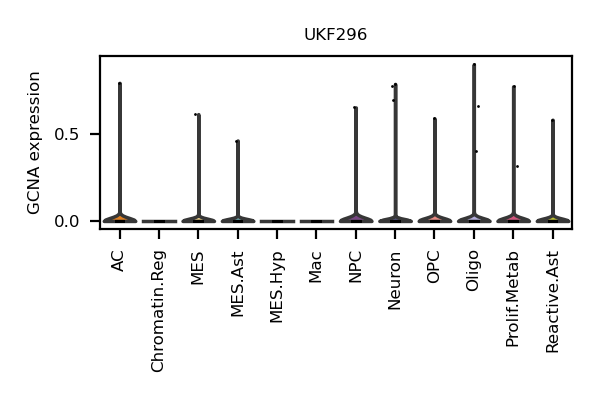 UKF296
GCNA expression
0.5
0.0
AC
Chromatin.Reg
MES
MES.Ast
MES.Hyp
Mac
NPC
Neuron
OPC
Oligo
Prolif.Metab
Reactive.Ast